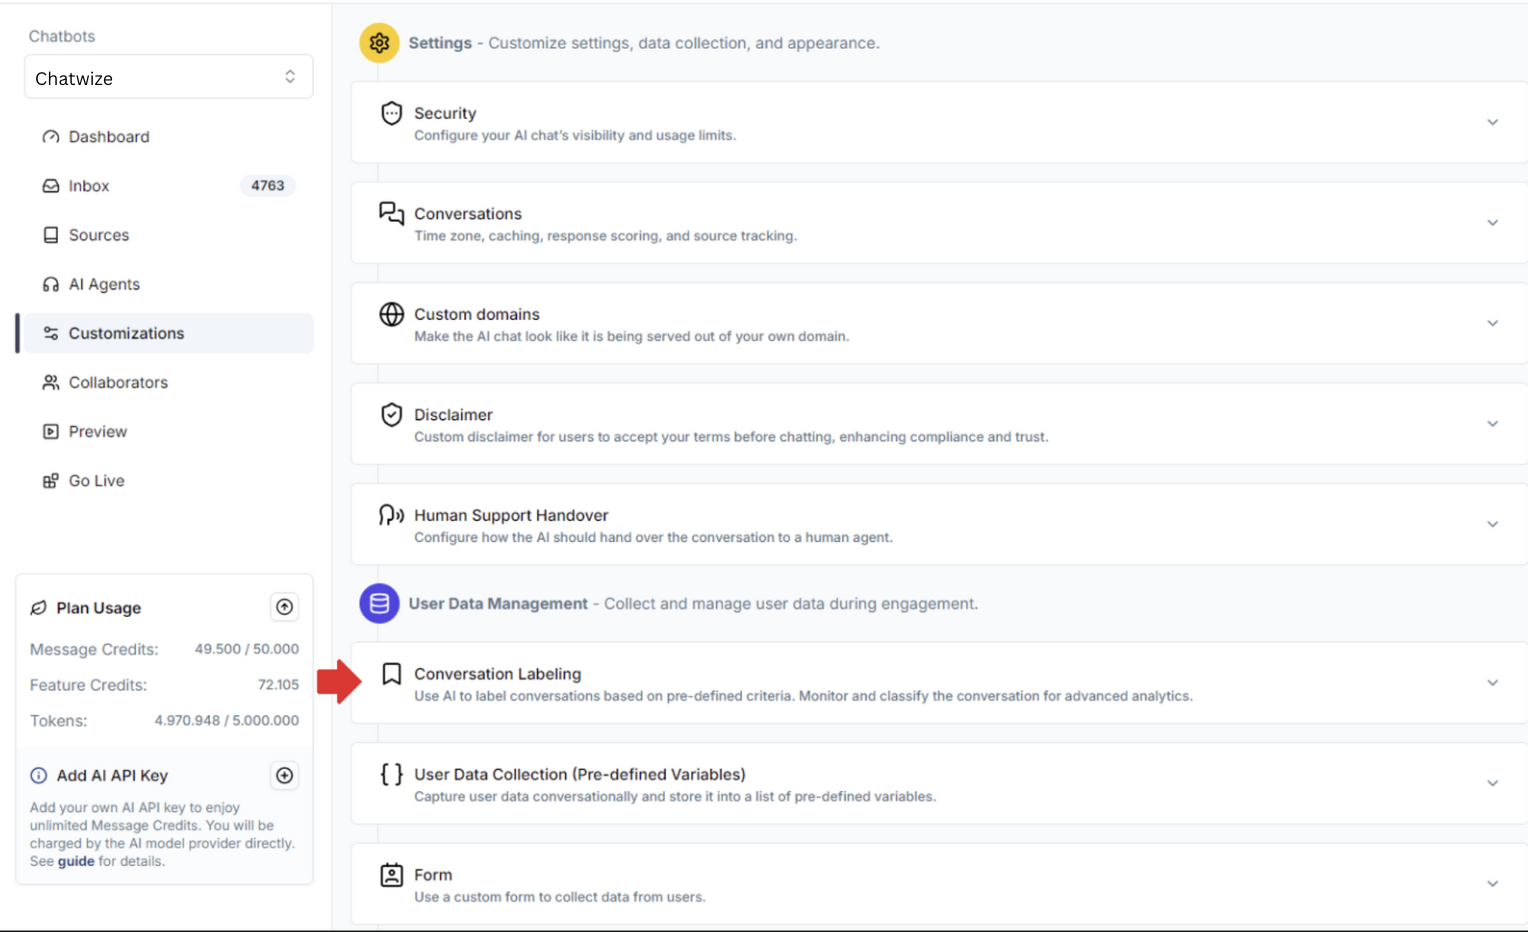 Chatbots
Chatwize
Dashboard
Inbox 4763
Sources
AI Agents
Customizations
Collaborators
Preview
Go Live
Plan Usage
Message Credits: 49.500 / 50.000
Feature Credits: 72.105
Tokens: 4.970.948 / 5.000.000
Add AI API Key
Add your own AI API key to enjoy
unlimited Message Credits. You will be
charged by the AI model provider directly.
See guide for details.
Settings - Customize settings, data collection, and appearance.
Security
Configure your AI chat's visibility and usage limits.
Conversations
Time zone, caching, response scoring, and source tracking.
Custom domains
Make the AI chat look like it is being served out of your own domain.
Disclaimer
Custom disclaimer for users to accept your terms before chatting, enhancing compliance and trust.
Human Support Handover
Configure how the AI should hand over the conversation to a human agent.
User Data Management - Collect and manage user data during engagement.
Conversation Labeling
Use AI to label conversations based on pre-defined criteria. Monitor and classify the conversation for advanced analytics.
User Data Collection (Pre-defined Variables)
Capture user data conversationally and store it into a list of pre-defined variables.
Form
Use a custom form to collect data from users.